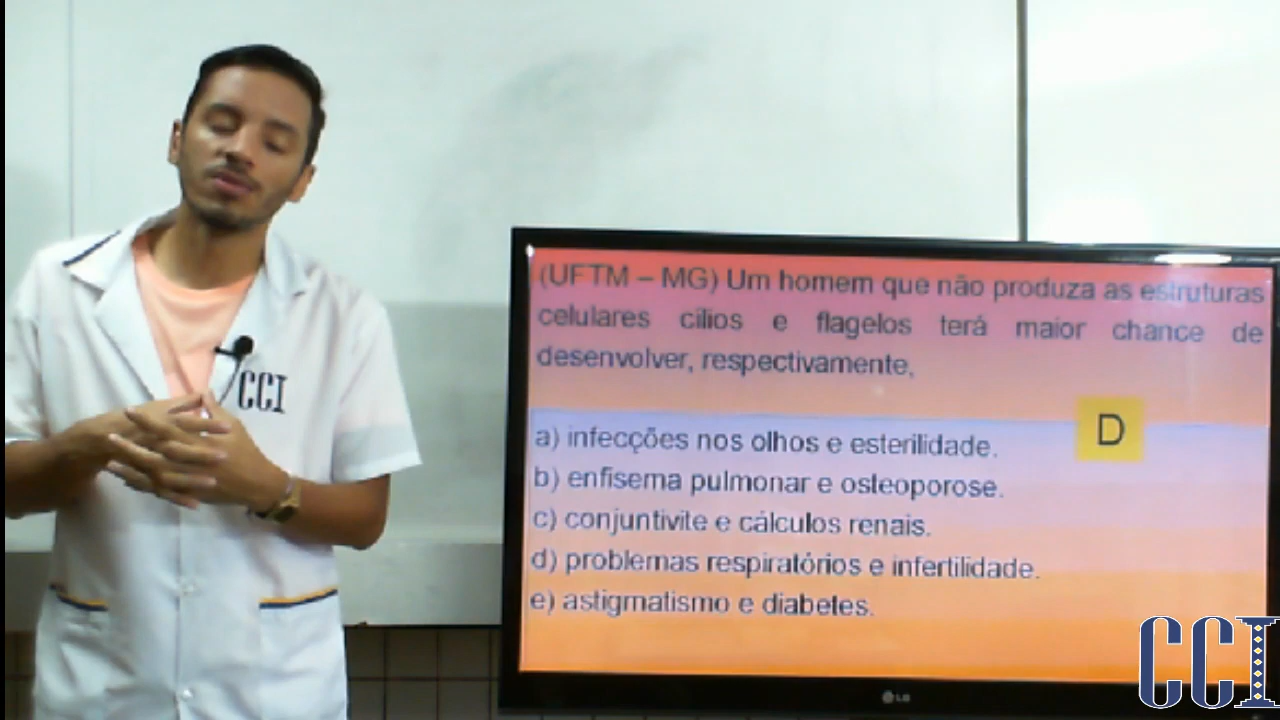 CCI
(UFTM – MG) Um homem que não produza as estruturas
celulares cílios e flagelos terá maior chance de
desenvolver, respectivamente,
D
a) infecções nos olhos e esterilidade.
b) enfisema pulmonar e osteoporose.
c) conjuntivite e cálculos renais.
d) problemas respiratórios e infertilidade.
e) astigmatismo e diabetes.
LG
CCI